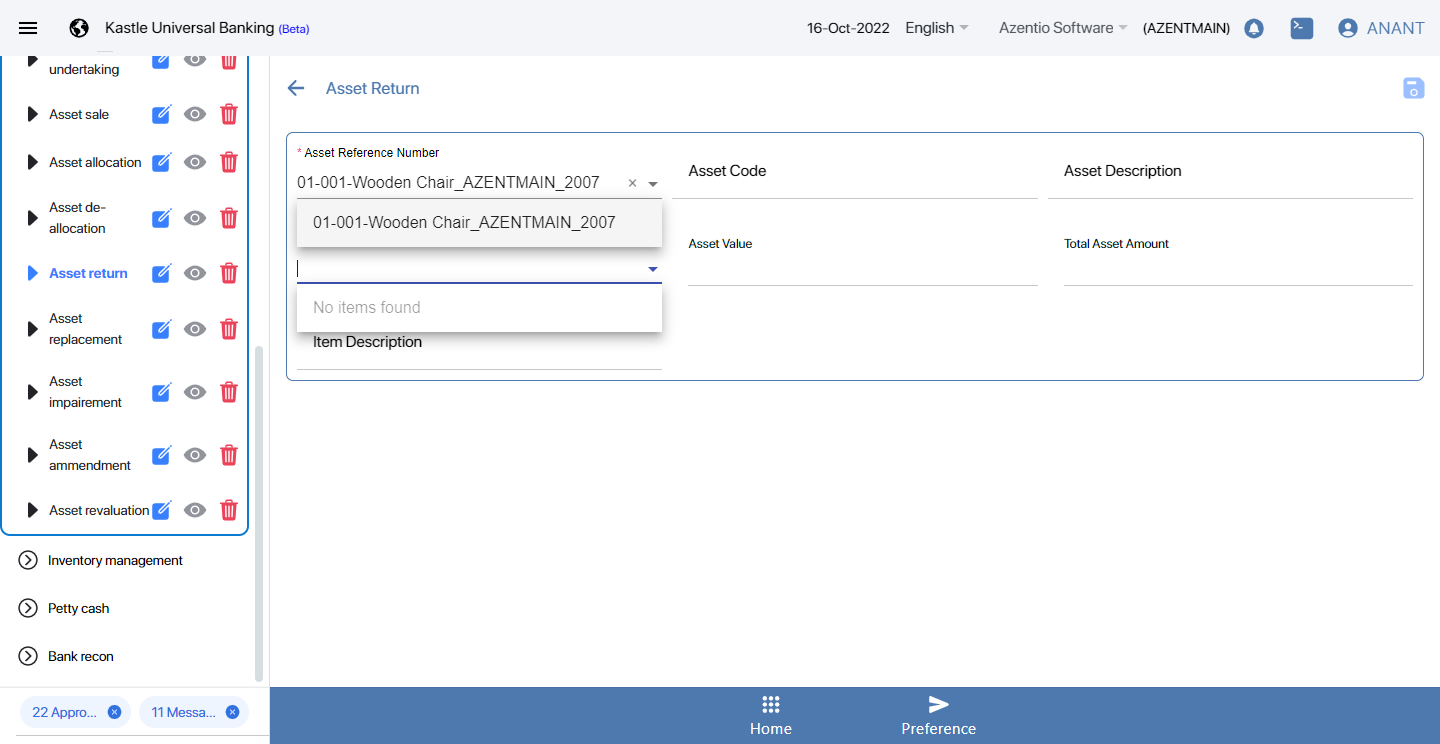 Kastle Universal Banking (Beta)
16-Oct-2022
English
Azentio Software
(AZENTMAIN)
ANANT
undertaking
Asset sale
Asset allocation
Asset de-
allocation
Asset return
Asset
replacement
Asset
impairement
Asset
ammendment
Asset revaluation
Inventory management
Petty cash
Bank recon
22 Appro...
11 Messa...
Asset Return
* Asset Reference Number
01-001-Wooden Chair_AZENTMAIN_2007
01-001-Wooden Chair_AZENTMAIN_2007
Asset Code
Asset Description
No items found
Asset Value
Total Asset Amount
Item Description
Home
Preference